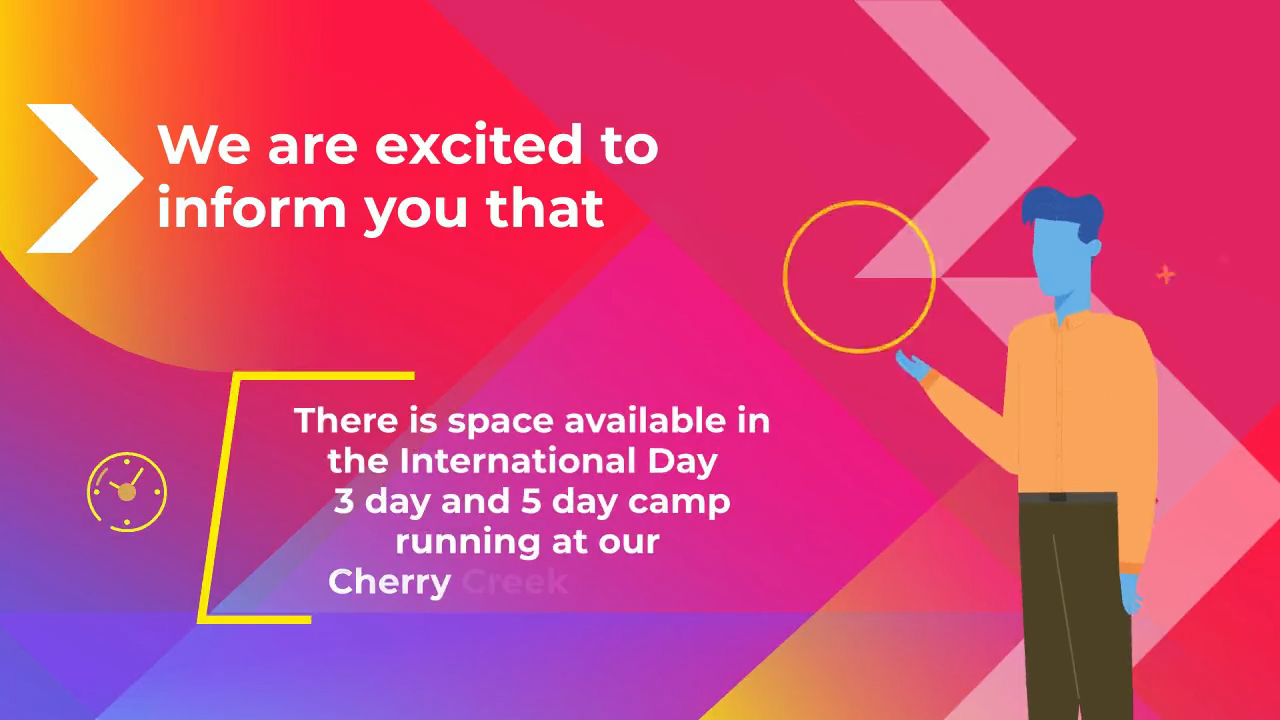 We are excited to
inform you that
There is space available in
the International Day
3 day and 5 day camp
running at our
Cherry Creek